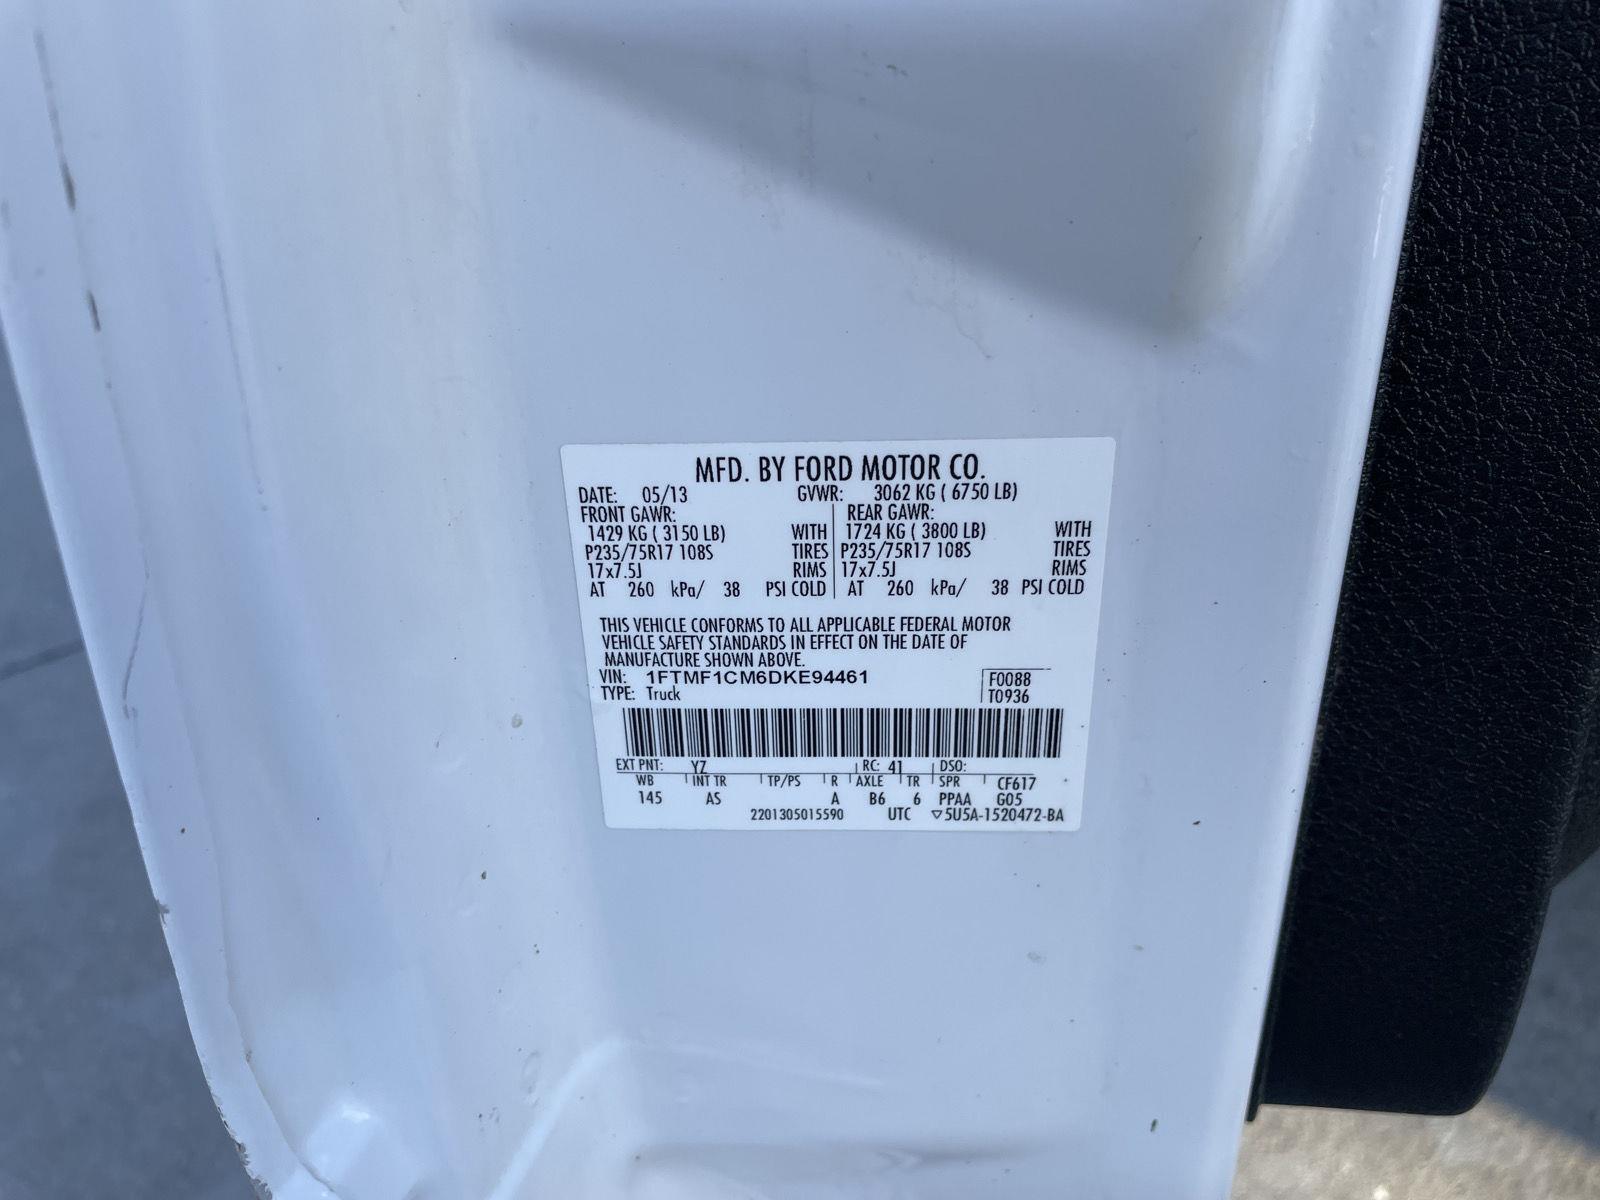 MFD. BY FORD MOTOR CO.
DATE: 05/13 GVWR: 3062 KG ( 6750 LB)
FRONT GAWR: REAR GAWR:
1429 KG ( 3150 LB) WITH 1724 KG ( 3800 LB) WITH
P235/75R17 108S TIRES P235/75R17 108S TIRES
17x7.5J RIMS 17x7.5J RIMS
AT 260 kPa/ 38 PSI COLD AT 260 kPa/ 38 PSI COLD
THIS VEHICLE CONFORMS TO ALL APPLICABLE FEDERAL MOTOR
VEHICLE SAFETY STANDARDS IN EFFECT ON THE DATE OF
MANUFACTURE SHOWN ABOVE.
VIN: 1FTMF1CM6DKE94461 F0088
TYPE: Truck T0936
EXT PNT: YZ RC: 41 DSO:
WB INT TR TP/PS R AXLE TR SPR CF617
145 AS A B6 6 PPAA G05
2201305015590 UTC ▽5U5A-1520472-BA